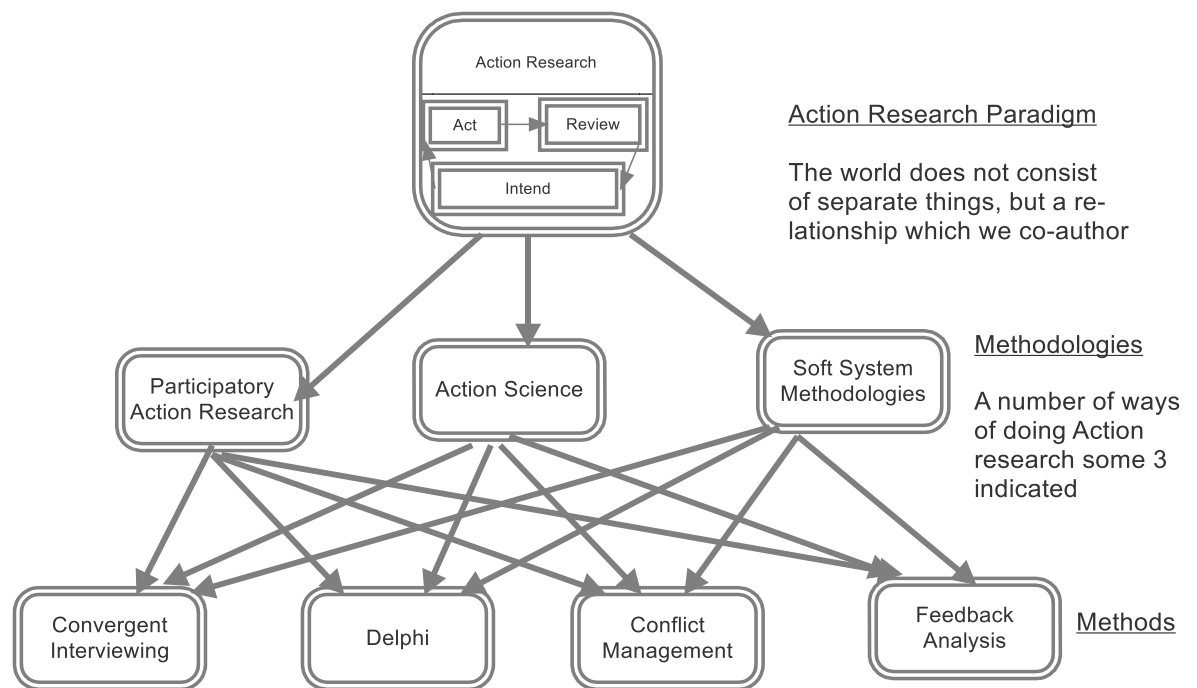 Action Research
Act
Review
Intend
Action Research Paradigm
The world does not consist
of separate things, but a re-
lationship which we co-author
Participatory
Action Research
Action Science
Soft System
Methodologies
Methodologies
A number of ways
of doing Action
research some 3
indicated
Convergent
Interviewing
Delphi
Conflict
Management
Feedback
Analysis
Methods